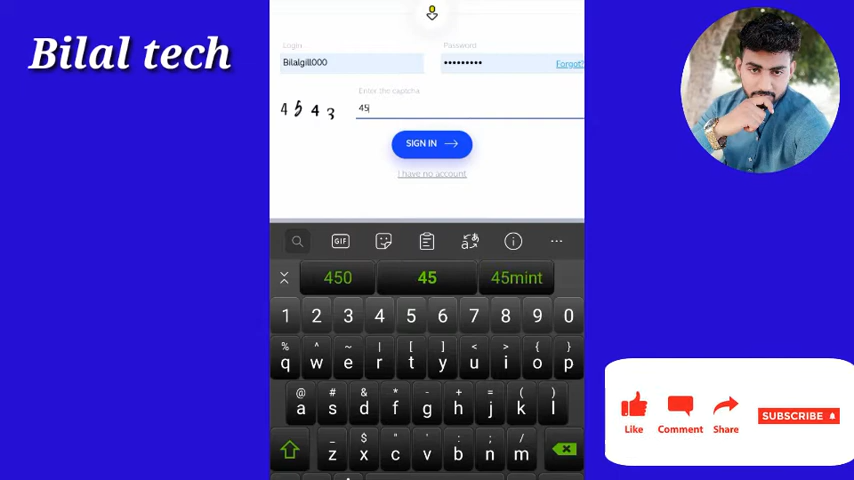 Bilal tech
Login
Password
Bilalgill000
•••••••••
Forgot?
Enter the captcha
4 5 4 3
45
SIGN IN
I have no account
GIF
450
45
45mint
1 2 3 4 5 6 7 8 9 0
% ^ ~ | [ ] < > { }
q w e r t y u i o p
@ # & * - + = ( )
a s d f g h j k l
_ $ " ' : ; /
z x c v b n m
Like
Comment
Share
SUBSCRIBE